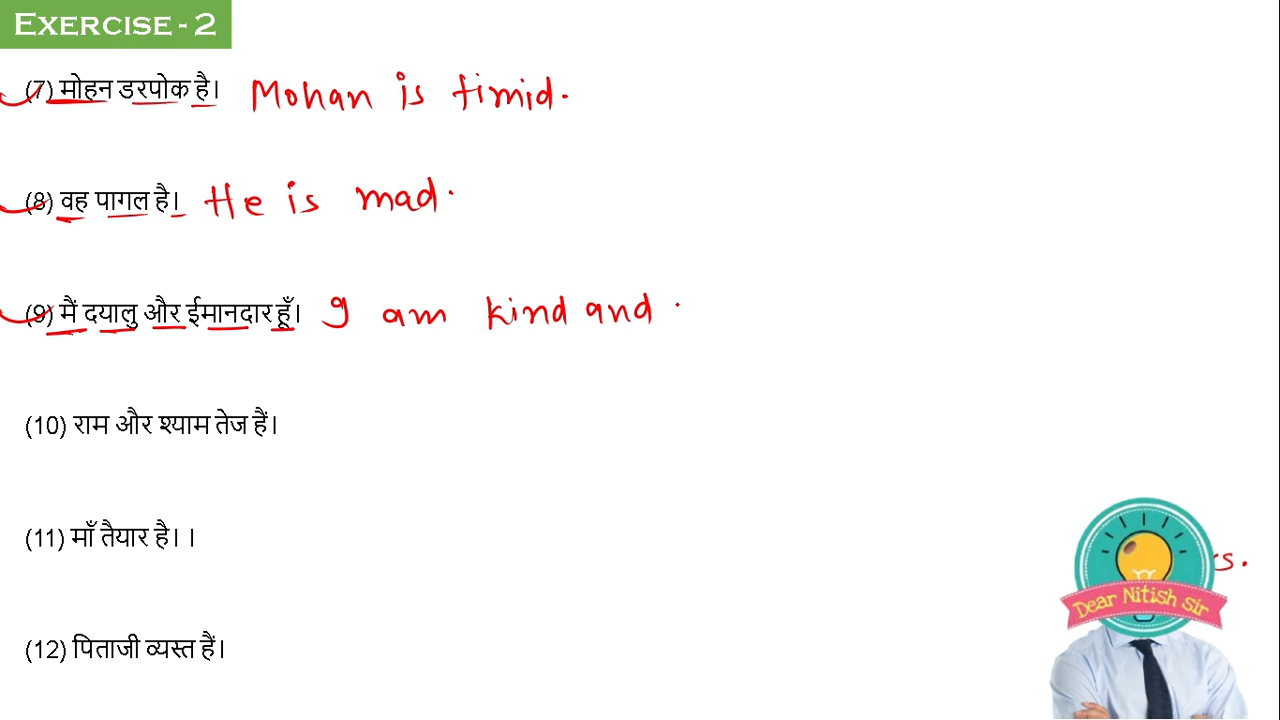 EXERCISE - 2
(7) मोहन डरपोक है। Mohan is timid.
(8) वह पागल है। He is mad.
(9) मैं दयालु और ईमानदार हूँ। I am kind and
(10) राम और श्याम तेज हैं।
(11) माँ तैयार है। ।
(12) पिताजी व्यस्त हैं।
Dear Nitish Sir